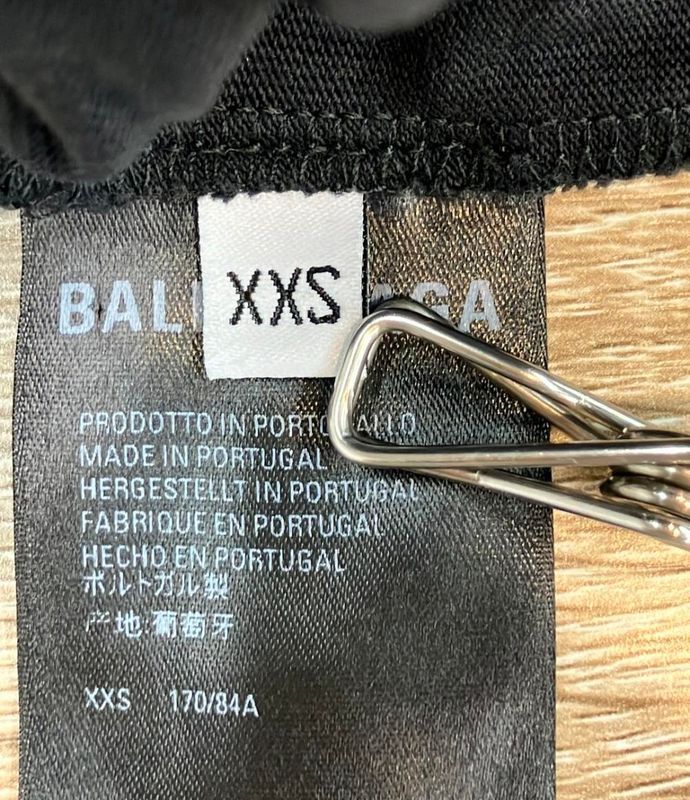 XXS
BAL AGA
PRODOTTO IN PORTOGALLO
MADE IN PORTUGAL
HERGESTELLT IN PORTUGAL
FABRIQUE EN PORTUGAL
HECHO EN PORTUGAL
ポルトガル製
产地:葡萄牙
XXS 170/84A